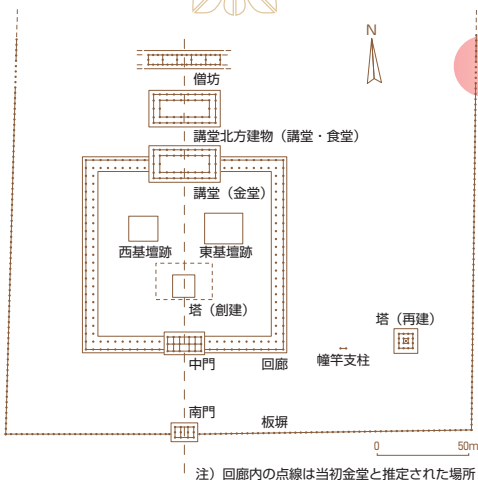 N
僧坊
講堂北方建物（講堂・食堂）
講堂（金堂）
西基壇跡
東基壇跡
塔（創建）
塔（再建）
中門
回廊
幢竿支柱
南門
板塀
0
50m
注）回廊内の点線は当初金堂と推定された場所